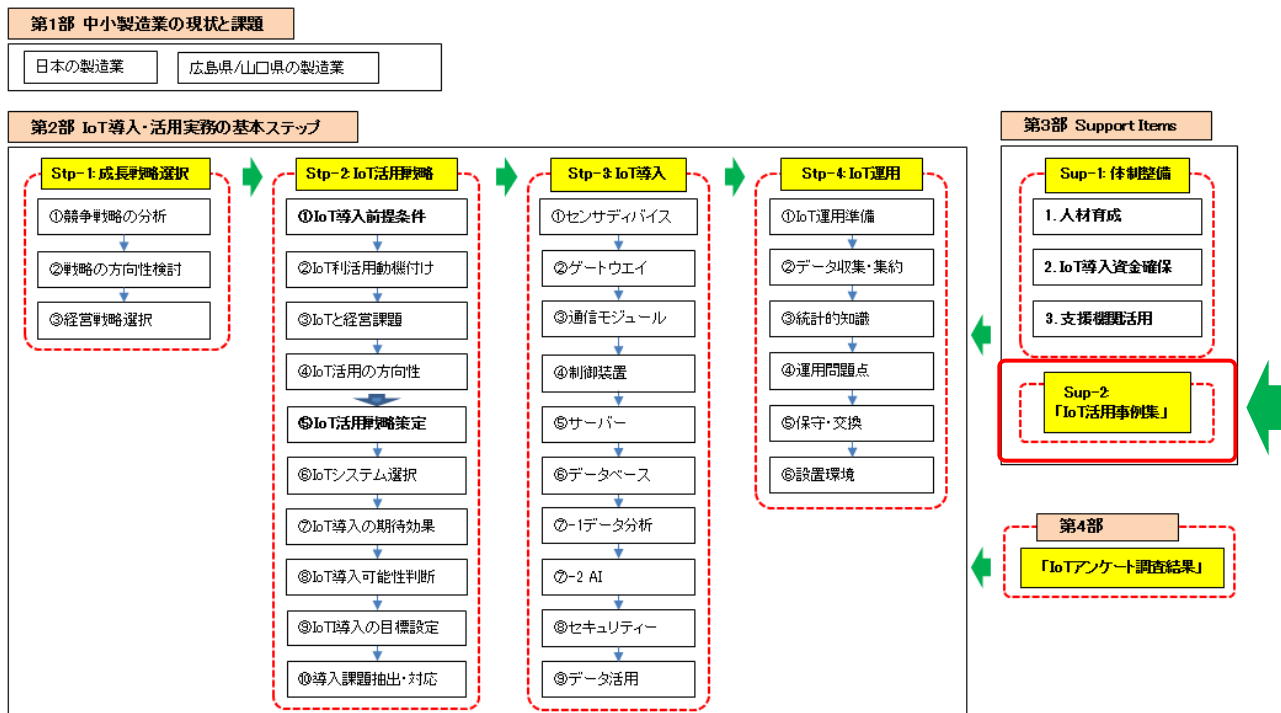 第1部 中小製造業の現状と課題
日本の製造業
広島県/山口県の製造業
第2部 IoT導入・活用実務の基本ステップ
Stp-1:成長戦略選択
①競争戦略の分析
②戦略の方向性検討
③経営戦略選択
Stp-2:IoT活用戦略
①IoT導入前提条件
②IoT利活用動機付け
③IoTと経営課題
④IoT活用の方向性
⑤IoT活用戦略策定
⑥IoTシステム選択
⑦IoT導入の期待効果
⑧IoT導入可能性判断
⑨IoTI導入の目標設定
⑩導入課題抽出・対応
Stp-3:IoT導入
①センサディバイス
②ゲートウエイ
③通信モジュール
④制御装置
⑤サーバー
⑥データベース
⑦-1データ分析
⑦-2 AI
⑧セキュリティー
⑨データ活用
Stp-4:IoT運用
①IoT運用準備
②データ収集・集約
③統計的知識
④運用問題点
⑤保守・交換
⑥設置環境
第3部 Support Items
Sup-1:体制整備
1.人材育成
2.IoT導入資金確保
3.支援機関活用
Sup-2:
「IoT活用事例集」
第4部
「IoTアンケート調査結果」